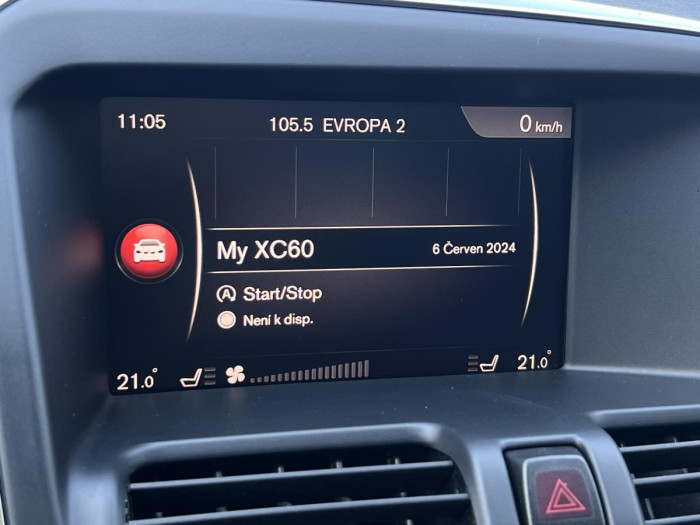 11:05 105.5 EVROPA 2 0 km/h
My XC60 6 Červen 2024
A Start/Stop
Není k disp.
21.0° 21.0°